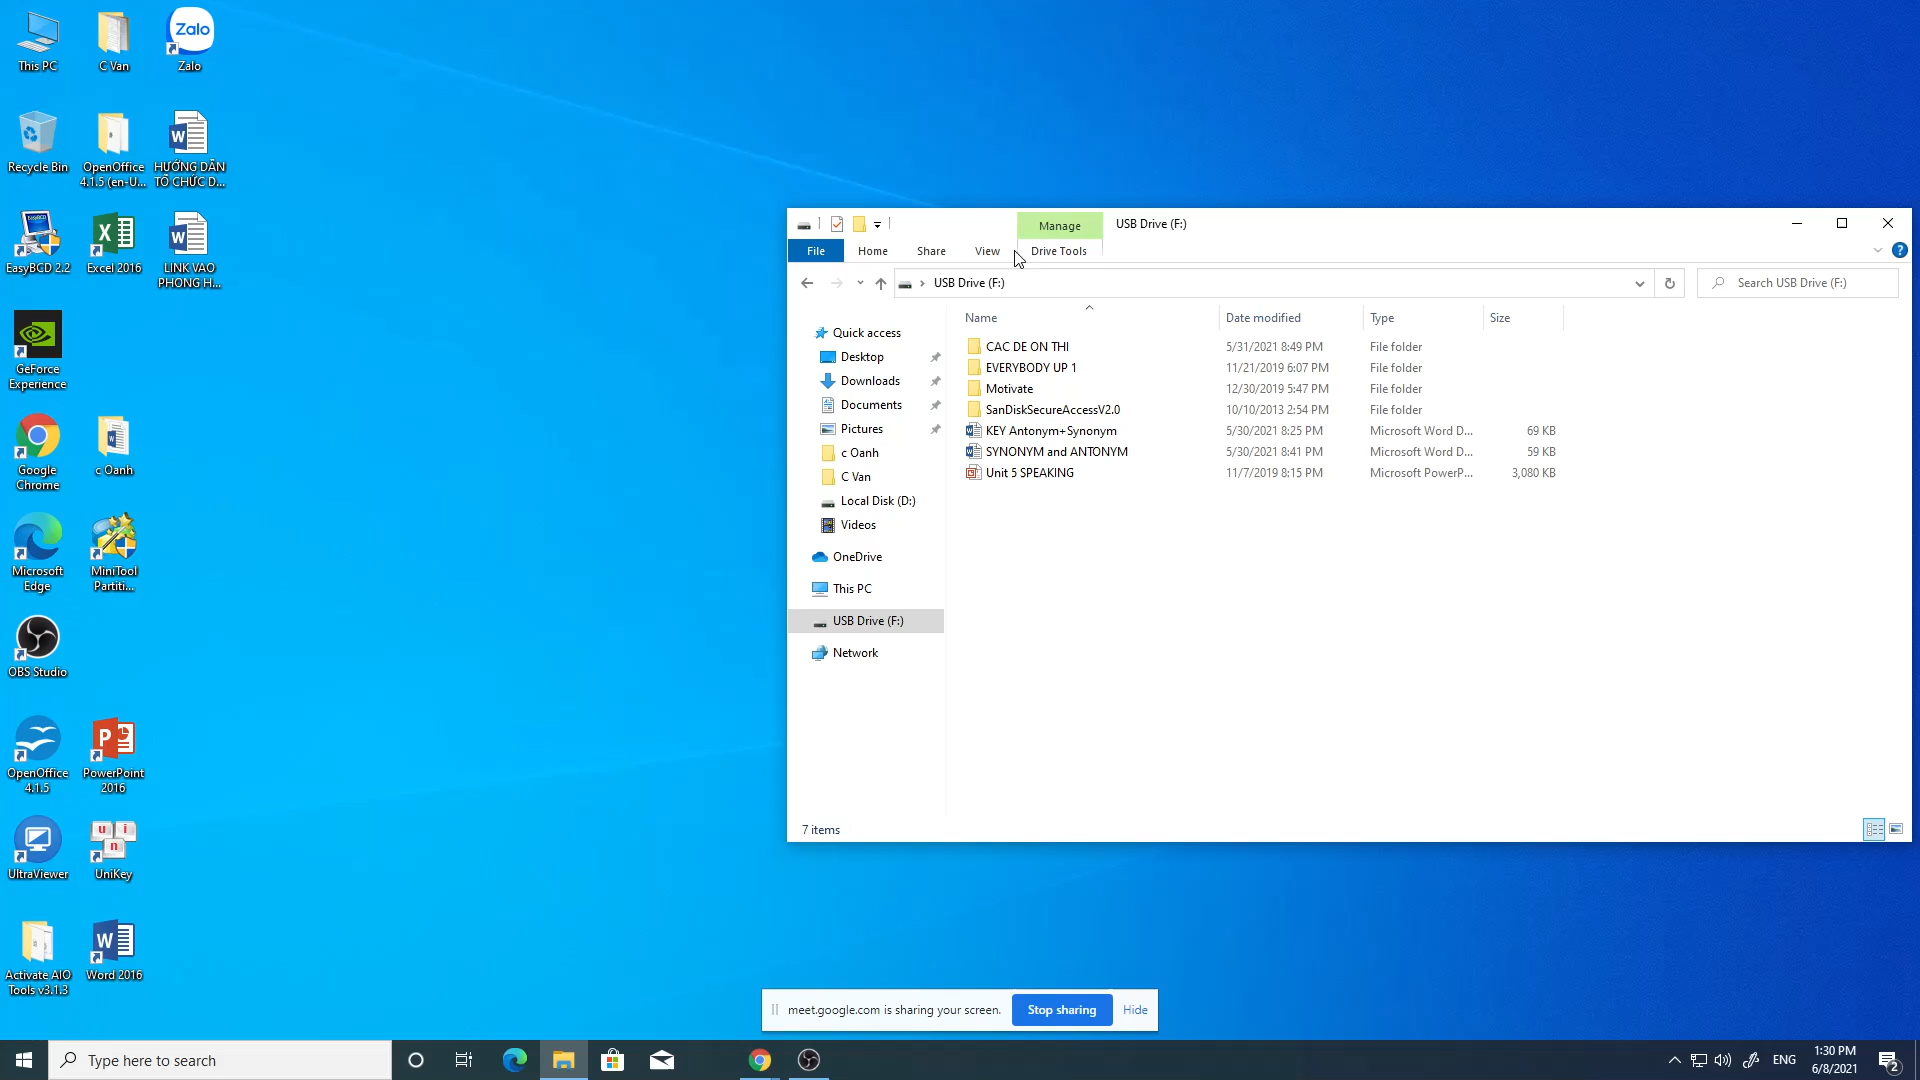 This PC
C Van
Zalo
Zalo
Recycle Bin
OpenOffice
4.1.5 (en-U...
HƯỚNG DẪN
TỔ CHỨC D...
EasyBCD 2.2
Excel 2016
LINK VAO
PHONG H...
GeForce
Experience
Google
Chrome
c Oanh
Microsoft
Edge
MiniTool
Partiti...
OBS Studio
OpenOffice
4.1.5
PowerPoint
2016
UltraViewer
UniKey
Activate AIO
Tools v3.1.3
Word 2016
Manage
USB Drive (F:)
File
Home
Share
View
Drive Tools
USB Drive (F:)
Search USB Drive (F:)
Quick access
Desktop
Downloads
Documents
Pictures
c Oanh
C Van
Local Disk (D:)
Videos
OneDrive
This PC
USB Drive (F:)
Network
Name Date modified Type Size
CAC DE ON THI 5/31/2021 8:49 PM File folder
EVERYBODY UP 1 11/21/2019 6:07 PM File folder
Motivate 12/30/2019 5:47 PM File folder
SanDiskSecureAccessV2.0 10/10/2013 2:54 PM File folder
KEY Antonym+Synonym 5/30/2021 8:25 PM Microsoft Word D... 69 KB
SYNONYM and ANTONYM 5/30/2021 8:41 PM Microsoft Word D... 59 KB
Unit 5 SPEAKING 11/7/2019 8:15 PM Microsoft PowerP... 3,080 KB
7 items
meet.google.com is sharing your screen.
Stop sharing
Hide
Type here to search
ENG
1:30 PM
6/8/2021
2